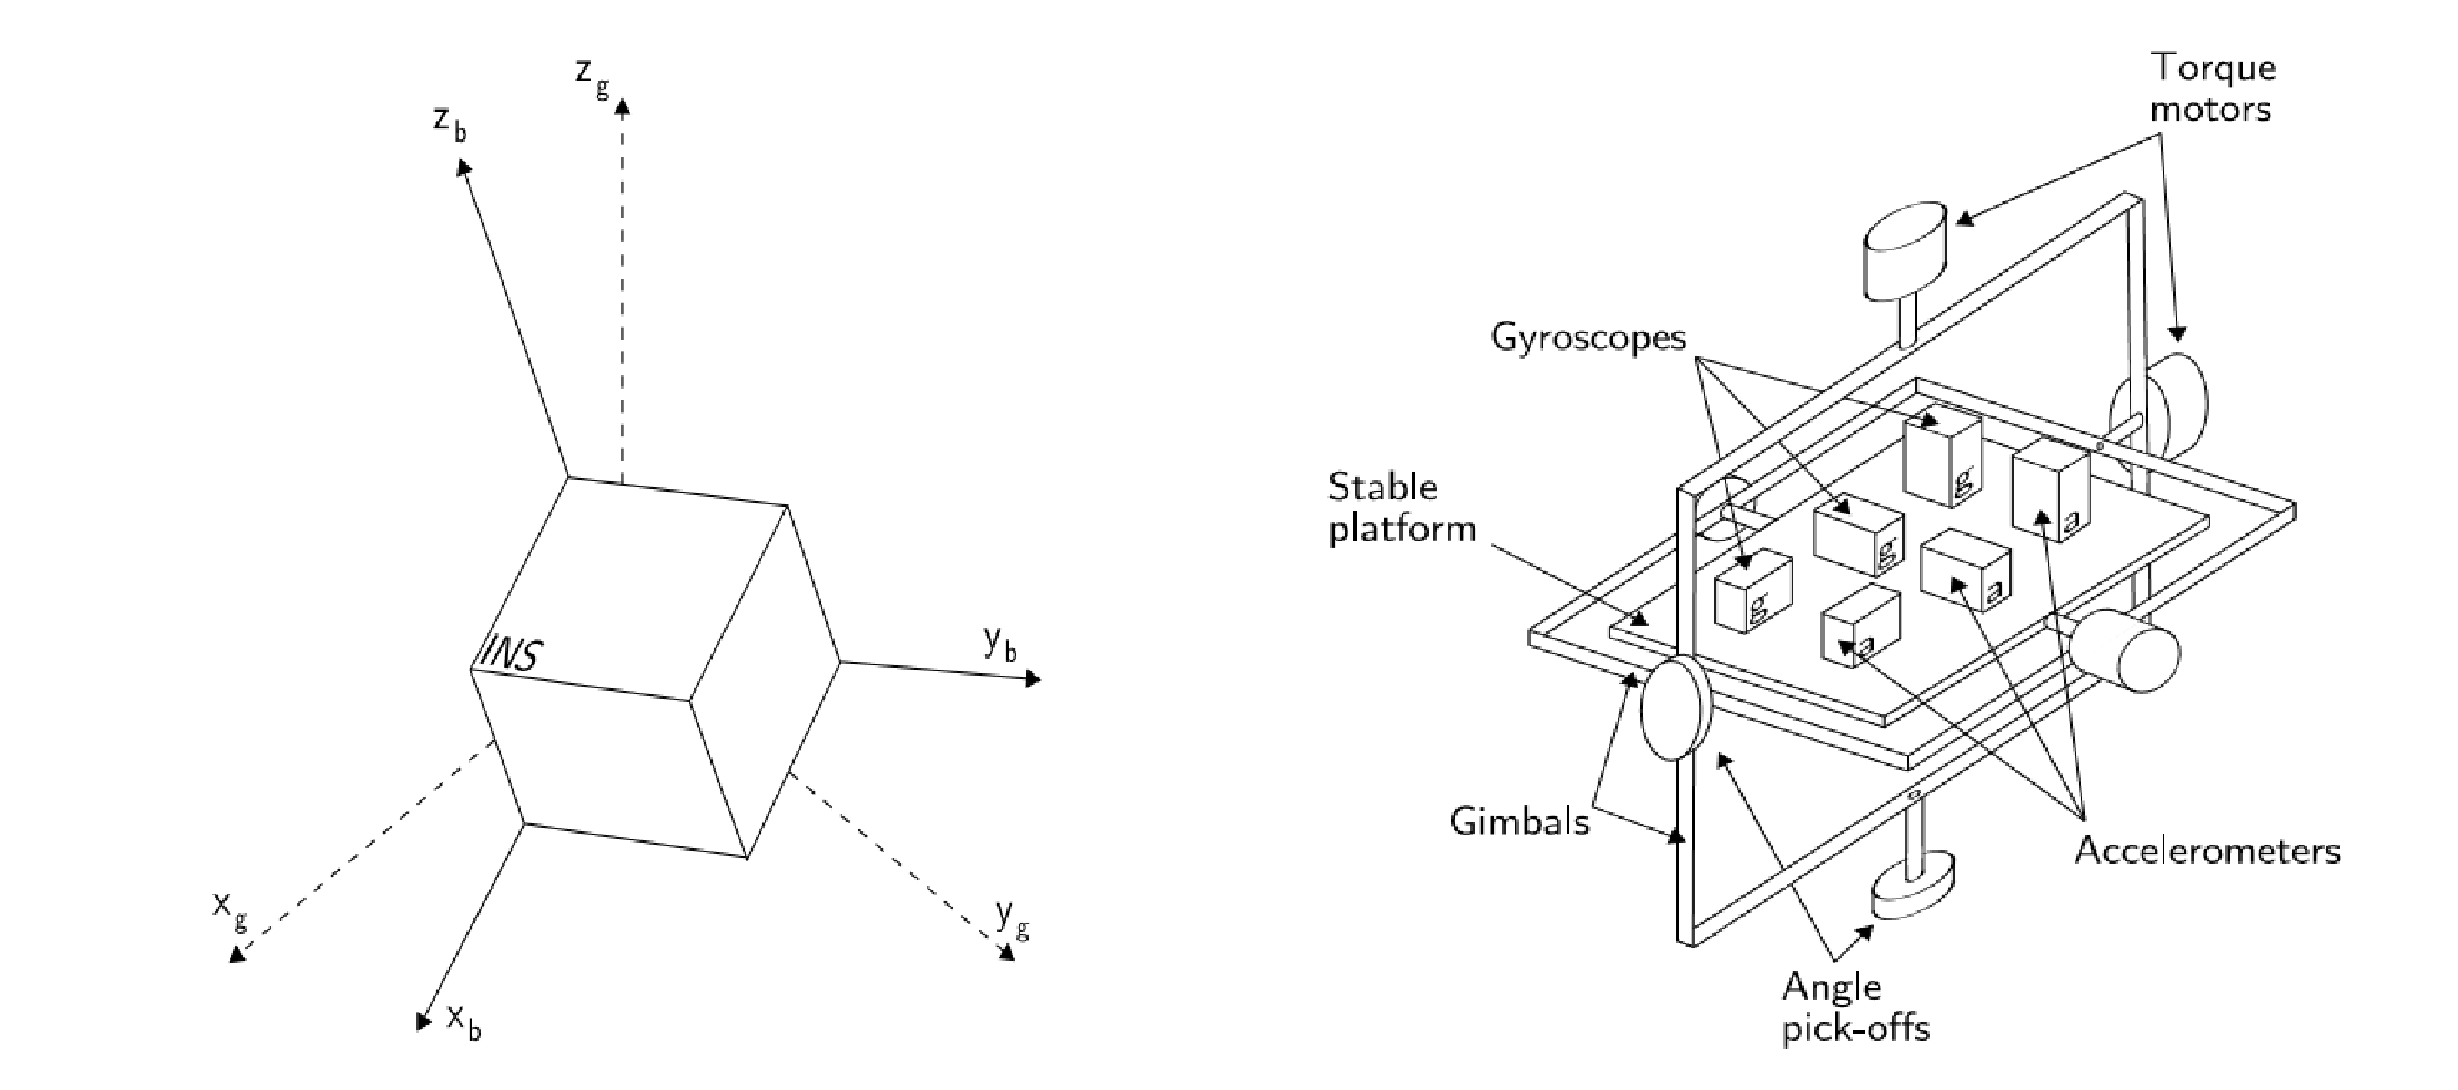 z_g
z_b
INS
y_b
x_g
y_g
x_b
Torque
motors
Gyroscopes
Stable
platform
g
a
g
a
g
a
Gimbals
Accelerometers
Angle
pick-offs